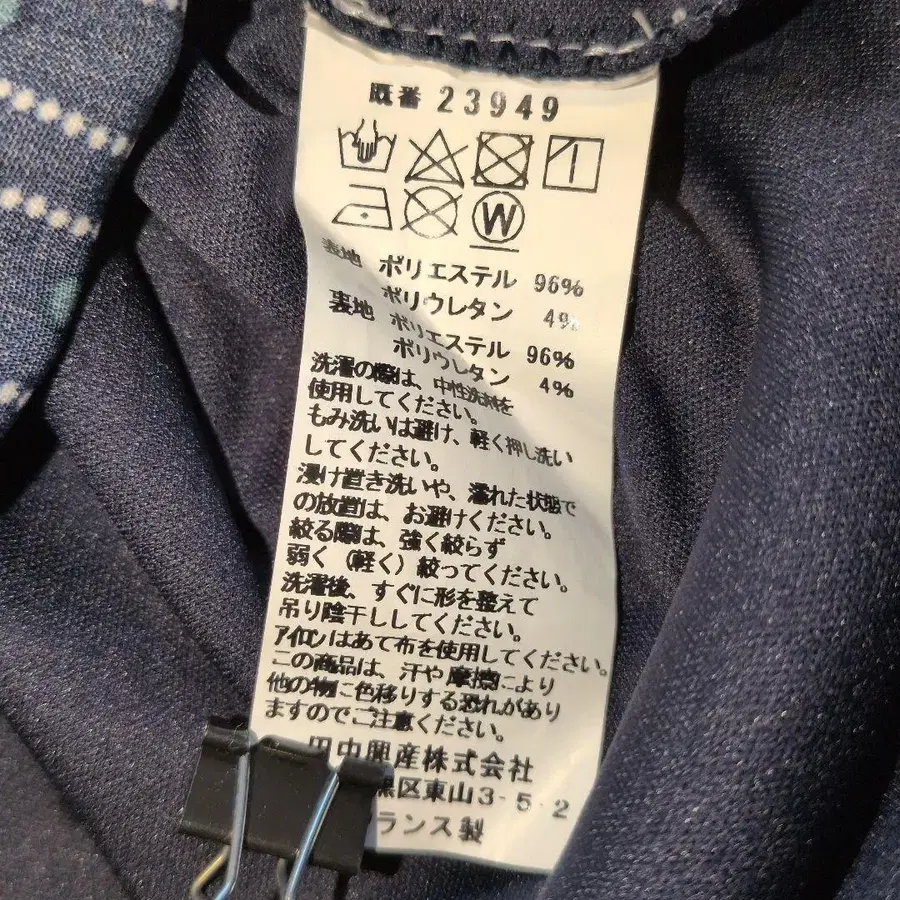 既番 23949
W
表地 ポリエステル 96%
ポリウレタン 4%
裏地 ポリエステル 96%
ポリウレタン 4%
洗濯の際は、中性洗剤を
使用してください。
もみ洗いは避け、軽く押し洗い
してください。
浸け置き洗いや、濡れた状態で
の放置は、お避けください。
絞る際は、強く絞らず
弱く（軽く）絞ってください。
洗濯後、すぐに形を整えて
吊り陰干ししてください。
アイロンはあて布を使用してください。
この商品は、汗や摩擦により
他の物に色移りする恐れがあり
ますのでご注意ください。
田中興産株式会社
黒区東山3-5-2
ランス製